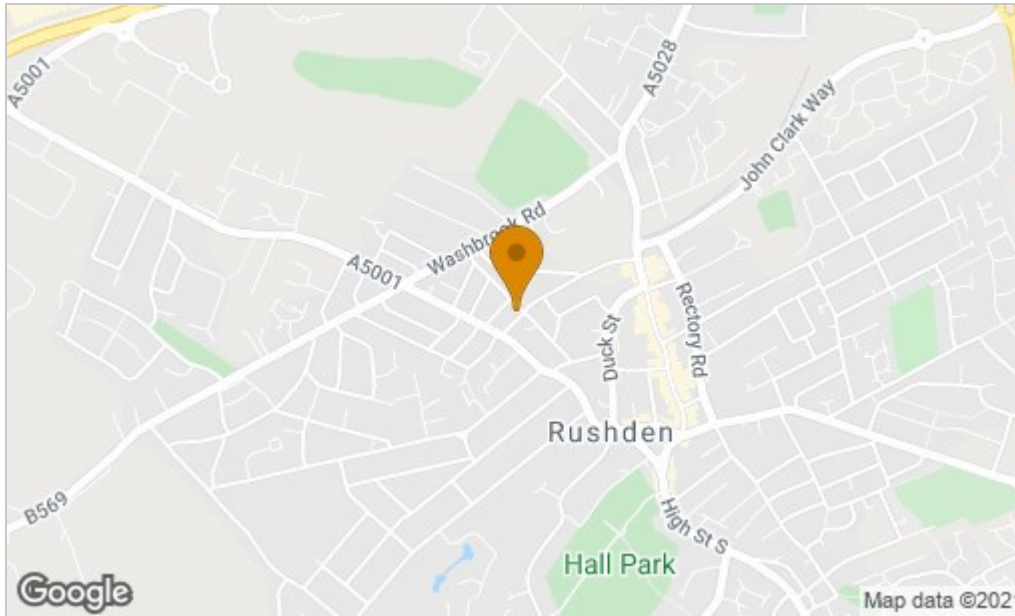 A5001
A5028
John Clark Way
Washbrook Rd
A5001
Duck St
Rectory Rd
Rushden
B569
High St S
Hall Park
Google
Map data ©2021